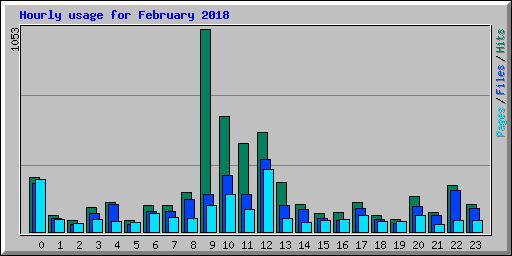 Hourly usage for February 2018
1053
Pages/Files/Hits
0 1 2 3 4 5 6 7 8 9 10 11 12 13 14 15 16 17 18 19 20 21 22 23